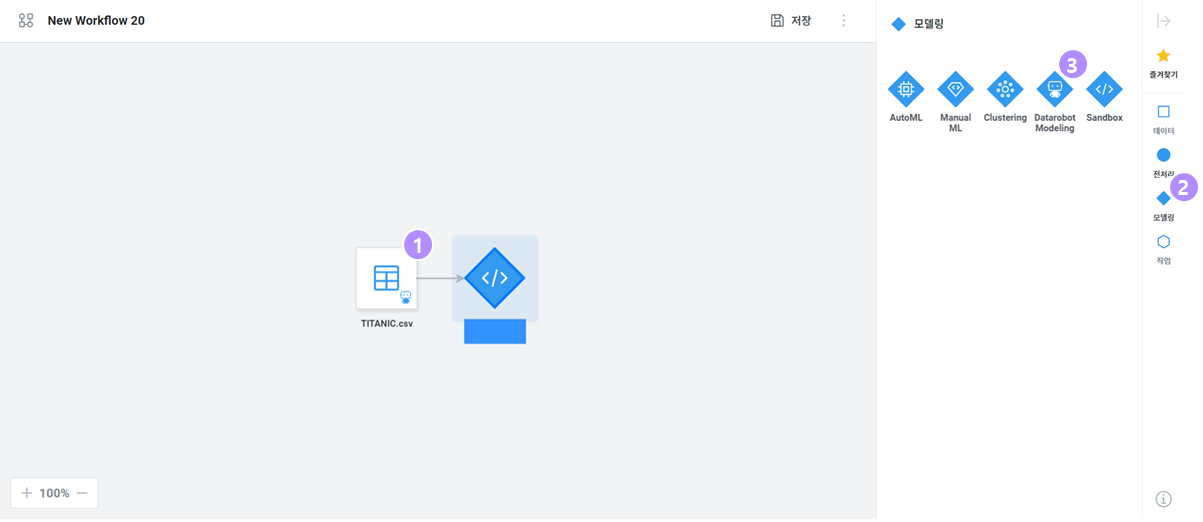 New Workflow 20
저장
모델링
3
AutoML
Manual
ML
Clustering
Datarobot
Modeling
Sandbox
즐겨찾기
데이터
전처리
2
모델링
작업
1
TITANIC.csv
100%